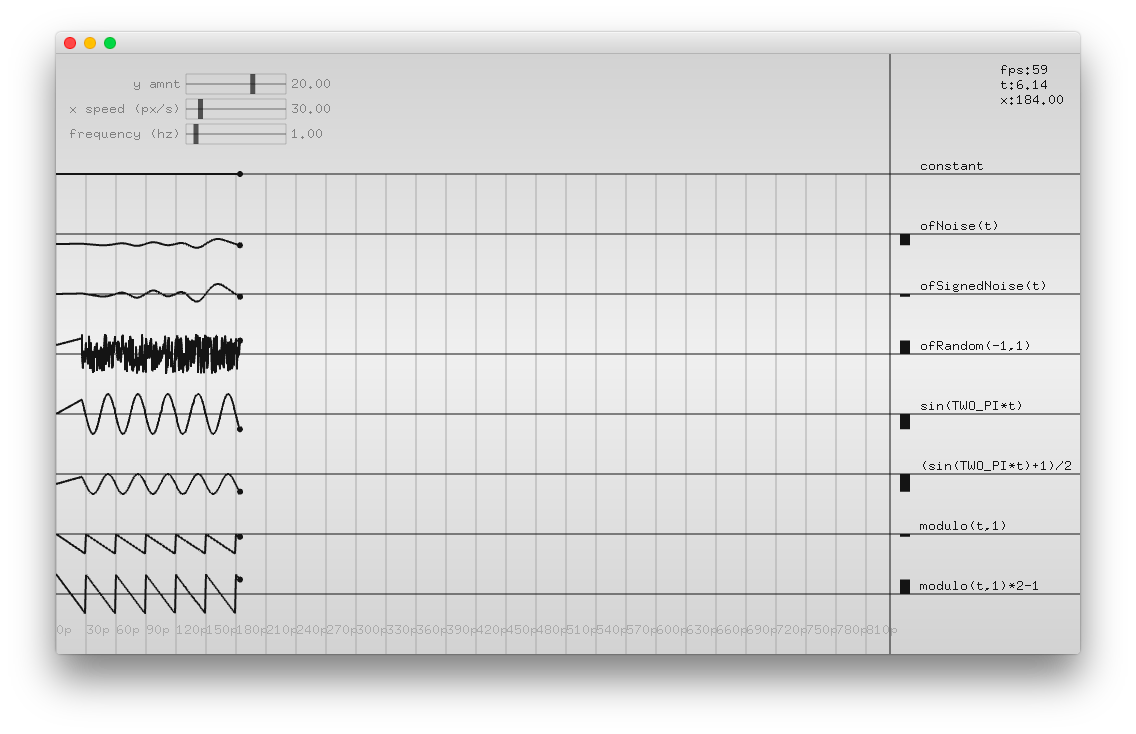 y amnt 20.00
x speed (px/s) 30.00
frequency (hz) 1.00
fps:59
t:6.14
x:184.00
constant
ofNoise(t)
ofSignedNoise(t)
ofRandom(-1,1)
sin(TWO_PI*t)
(sin(TWO_PI*t)+1)/2
modulo(t,1)
modulo(t,1)*2-1
0p 30p 60p 90p 120p 150p 180p 210p 240p 270p 300p 330p 360p 390p 420p 450p 480p 510p 540p 570p 600p 630p 660p 690p 720p 750p 780p 810p